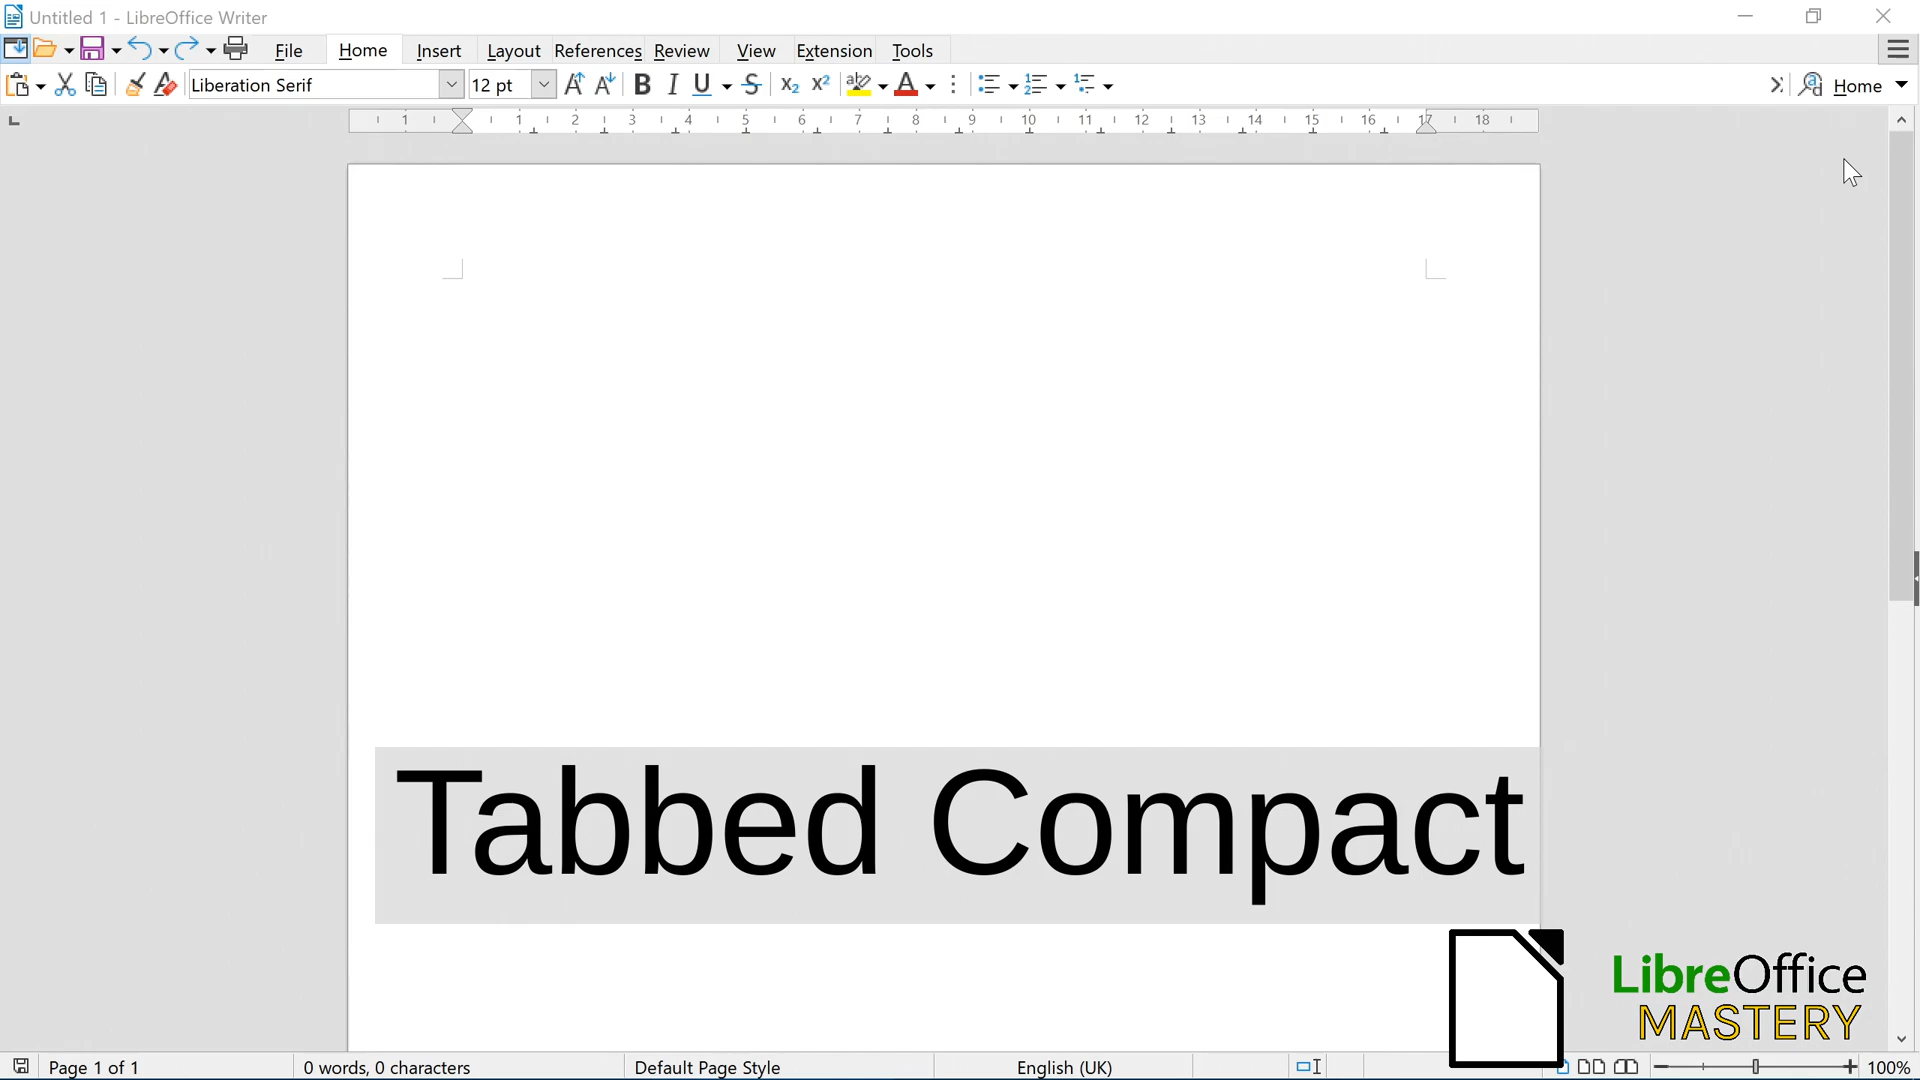 Untitled 1 - LibreOffice Writer
File Home Insert Layout References Review View Extension Tools
Liberation Serif 12 pt Home
1 1 2 3 4 5 6 7 8 9 10 11 12 13 14 15 16 17 18
Tabbed Compact
LibreOffice
MASTERY
Page 1 of 1 0 words, 0 characters Default Page Style English (UK) 100%